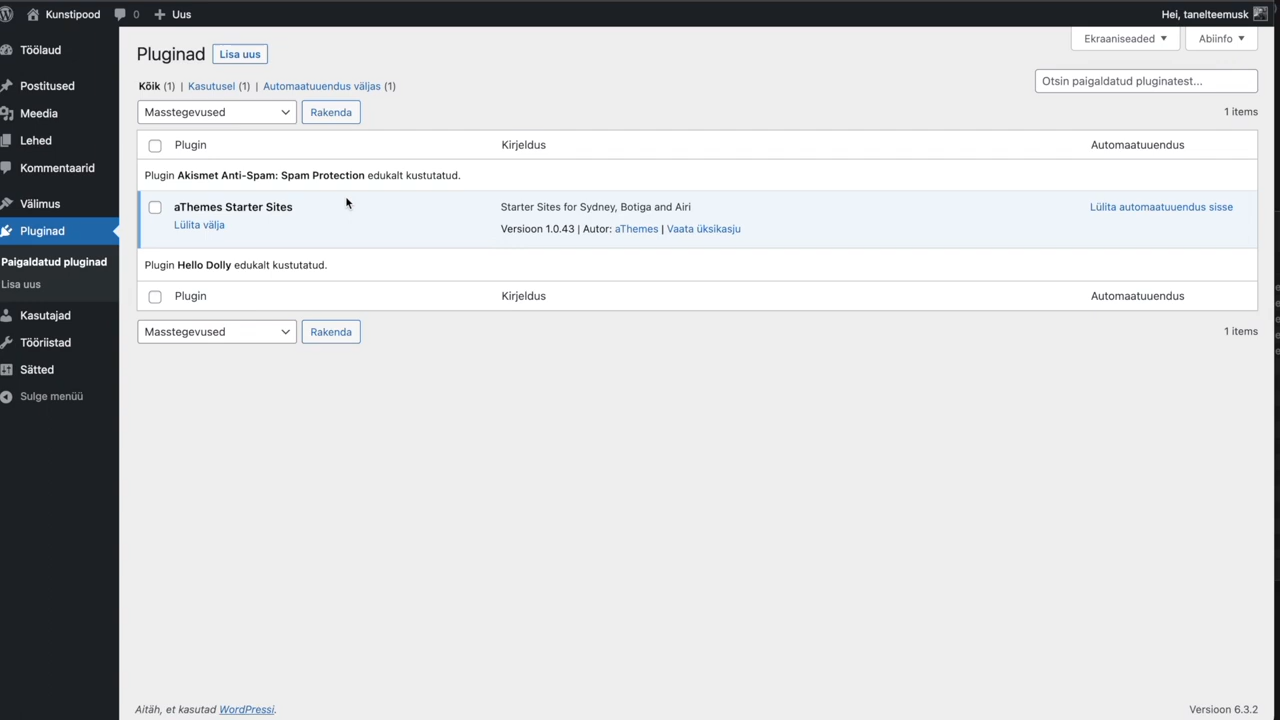 Kunstipood 0 Uus Hei, tanelteemusk
Töölaud
Postitused
Meedia
Lehed
Kommentaarid
Välimus
Pluginad
Paigaldatud pluginad
Lisa uus
Kasutajad
Tööriistad
Sätted
Sulge menüü
Ekraaniseaded Abiinfo
Pluginad Lisa uus
Kõik (1) | Kasutusel (1) | Automaatuuendus väljas (1)
Otsin paigaldatud pluginatest...
Masstegevused Rakenda 1 items
Plugin Kirjeldus Automaatuuendus
Plugin Akismet Anti-Spam: Spam Protection edukalt kustutatud.
aThemes Starter Sites Starter Sites for Sydney, Botiga and Airi Lülita automaatuuendus sisse
Lülita välja Versioon 1.0.43 | Autor: aThemes | Vaata üksikasju
Plugin Hello Dolly edukalt kustutatud.
Plugin Kirjeldus Automaatuuendus
Masstegevused Rakenda 1 items
Aitäh, et kasutad WordPressi. Versioon 6.3.2